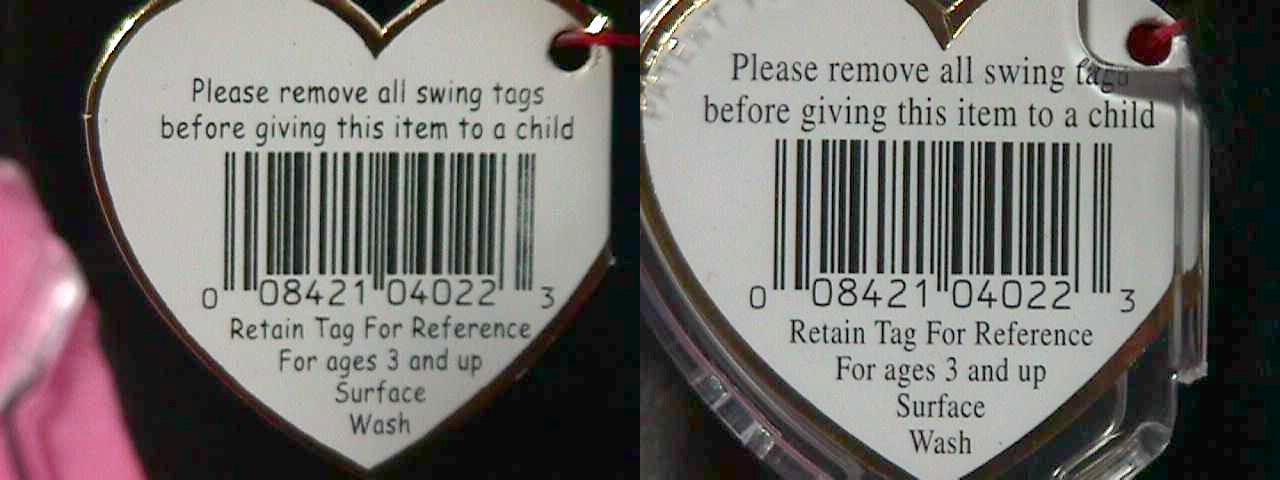 Please remove all swing tags
before giving this item to a child
0 08421 04022 3
Retain Tag For Reference
For ages 3 and up
Surface
Wash
Please remove all swing tags
before giving this item to a child
0 08421 04022 3
Retain Tag For Reference
For ages 3 and up
Surface
Wash